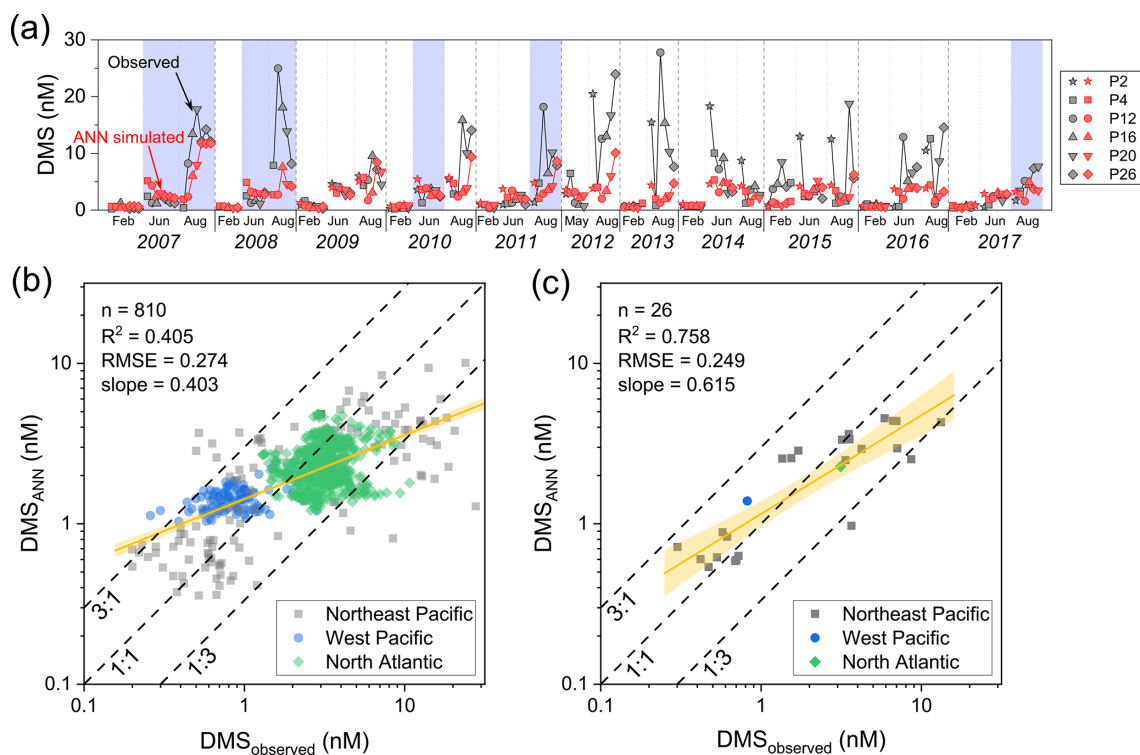 (a)
30
20
10
0
DMS (nM)
Observed
ANN simulated
P2
P4
P12
P16
P20
P26
Feb Jun Aug Feb Jun Aug Feb Jun Aug Feb Jun Aug Feb Jun Aug May Aug Feb Aug Feb Jun Aug Feb Jun Aug Feb Jun Aug Feb Jun Aug
2007 2008 2009 2010 2011 2012 2013 2014 2015 2016 2017
(b)
n = 810
R² = 0.405
RMSE = 0.274
slope = 0.403
10
1
0.1
DMS_ANN (nM)
3:1
1:1
1:3
Northeast Pacific
West Pacific
North Atlantic
0.1 1 10
DMS_observed (nM)
(c)
n = 26
R² = 0.758
RMSE = 0.249
slope = 0.615
10
1
0.1
DMS_ANN (nM)
3:1
1:1
1:3
Northeast Pacific
West Pacific
North Atlantic
0.1 1 10
DMS_observed (nM)